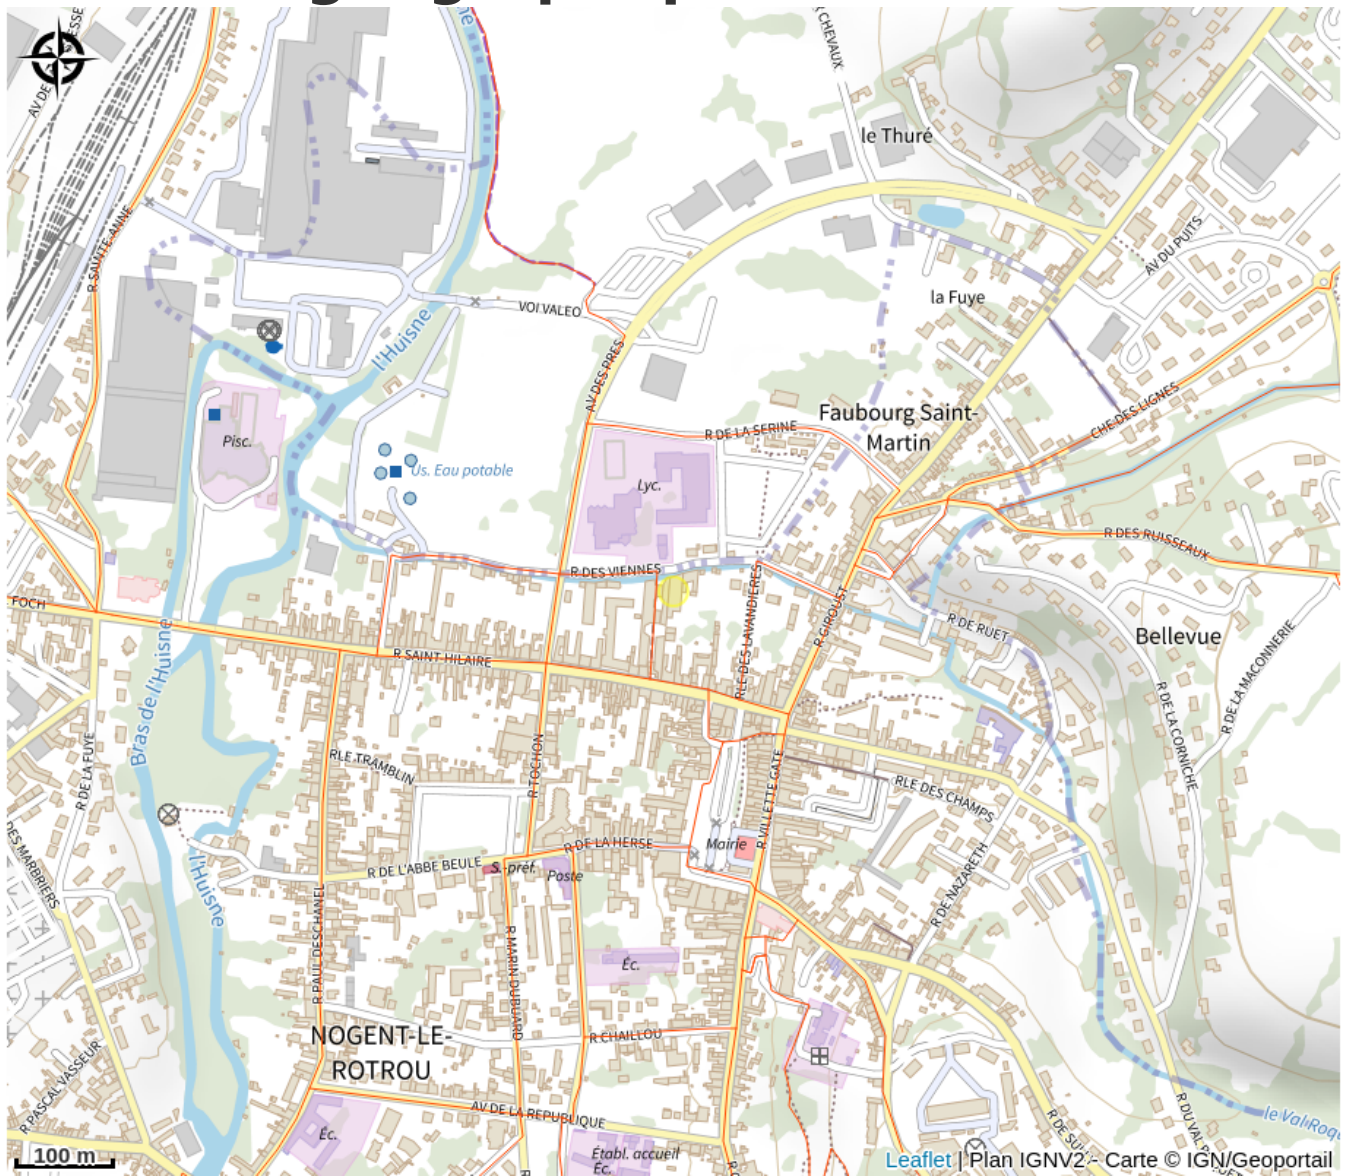 CHEVAUX
le Thuré
R SAINTE-ANNE
AV DU PUITS
la Fuye
VOI VALEO
l'Huisne
AV DES PRES
CHE DES LIGNES
Faubourg Saint-
Martin
R DE LA SERINE
Pisc.
Us. Eau potable
Lyc.
R DES RUISSEAUX
R DES VIENNES
FOCH
RLE DES LAVANDIERES
R GIROUST
R DE RUET
Bellevue
R DE LA MACONNERIE
R SAINT HILAIRE
Bras de l'Huisne
R DE LA CORNICHE
R DE LA FUYE
RLE TRAMBLIN
R TOCHON
R VILLETTE GATE
RLE DES CHAMPS
DES MARBRIERS
R DE LA HERSE
Mairie
R DE L'ABBE BEULE
S.-préf.
Poste
R DE NAZARETH
l'Huisne
R PAUL DESCHANEL
R MARIN DUBUARD
Éc.
NOGENT-LE-
ROTROU
R CHAILLOU
R PASCAL VASSEUR
AV DE LA REPUBLIQUE
Éc.
Établ. accueil
Éc.
le Val Roq
100 m
Leaflet | Plan IGNV2 - Carte © IGN/Geoportail